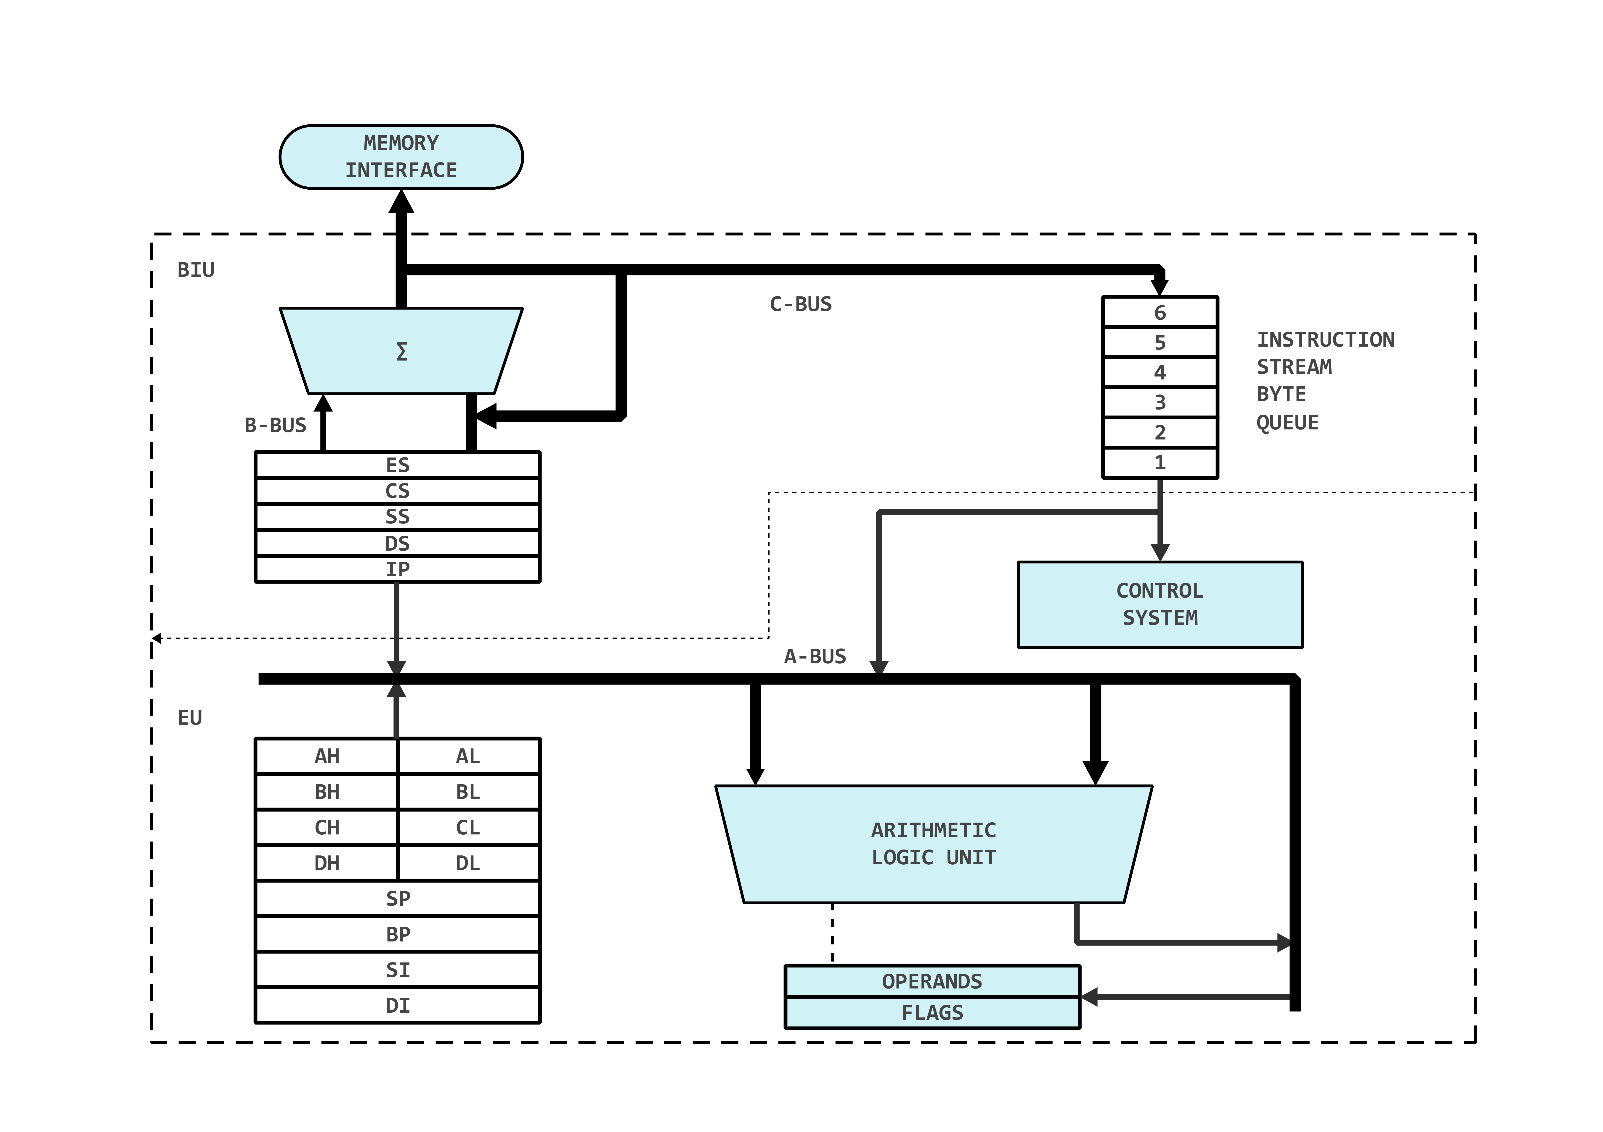 MEMORY
INTERFACE
BIU
C-BUS
Σ
B-BUS
6
5
4
3
2
1
INSTRUCTION
STREAM
BYTE
QUEUE
ES
CS
SS
DS
IP
CONTROL
SYSTEM
A-BUS
EU
AH AL
BH BL
CH CL
DH DL
SP
BP
SI
DI
ARITHMETIC
LOGIC UNIT
OPERANDS
FLAGS